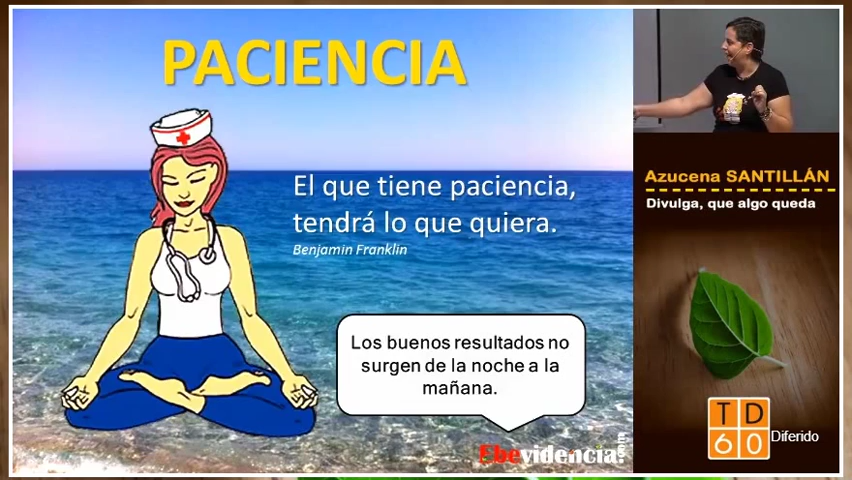 PACIENCIA
El que tiene paciencia,
tendrá lo que quiera.
Benjamin Franklin
Los buenos resultados no
surgen de la noche a la
mañana.
Ebevidencia.com
Azucena SANTILLÁN
Divulga, que algo queda
TD
60
Diferido